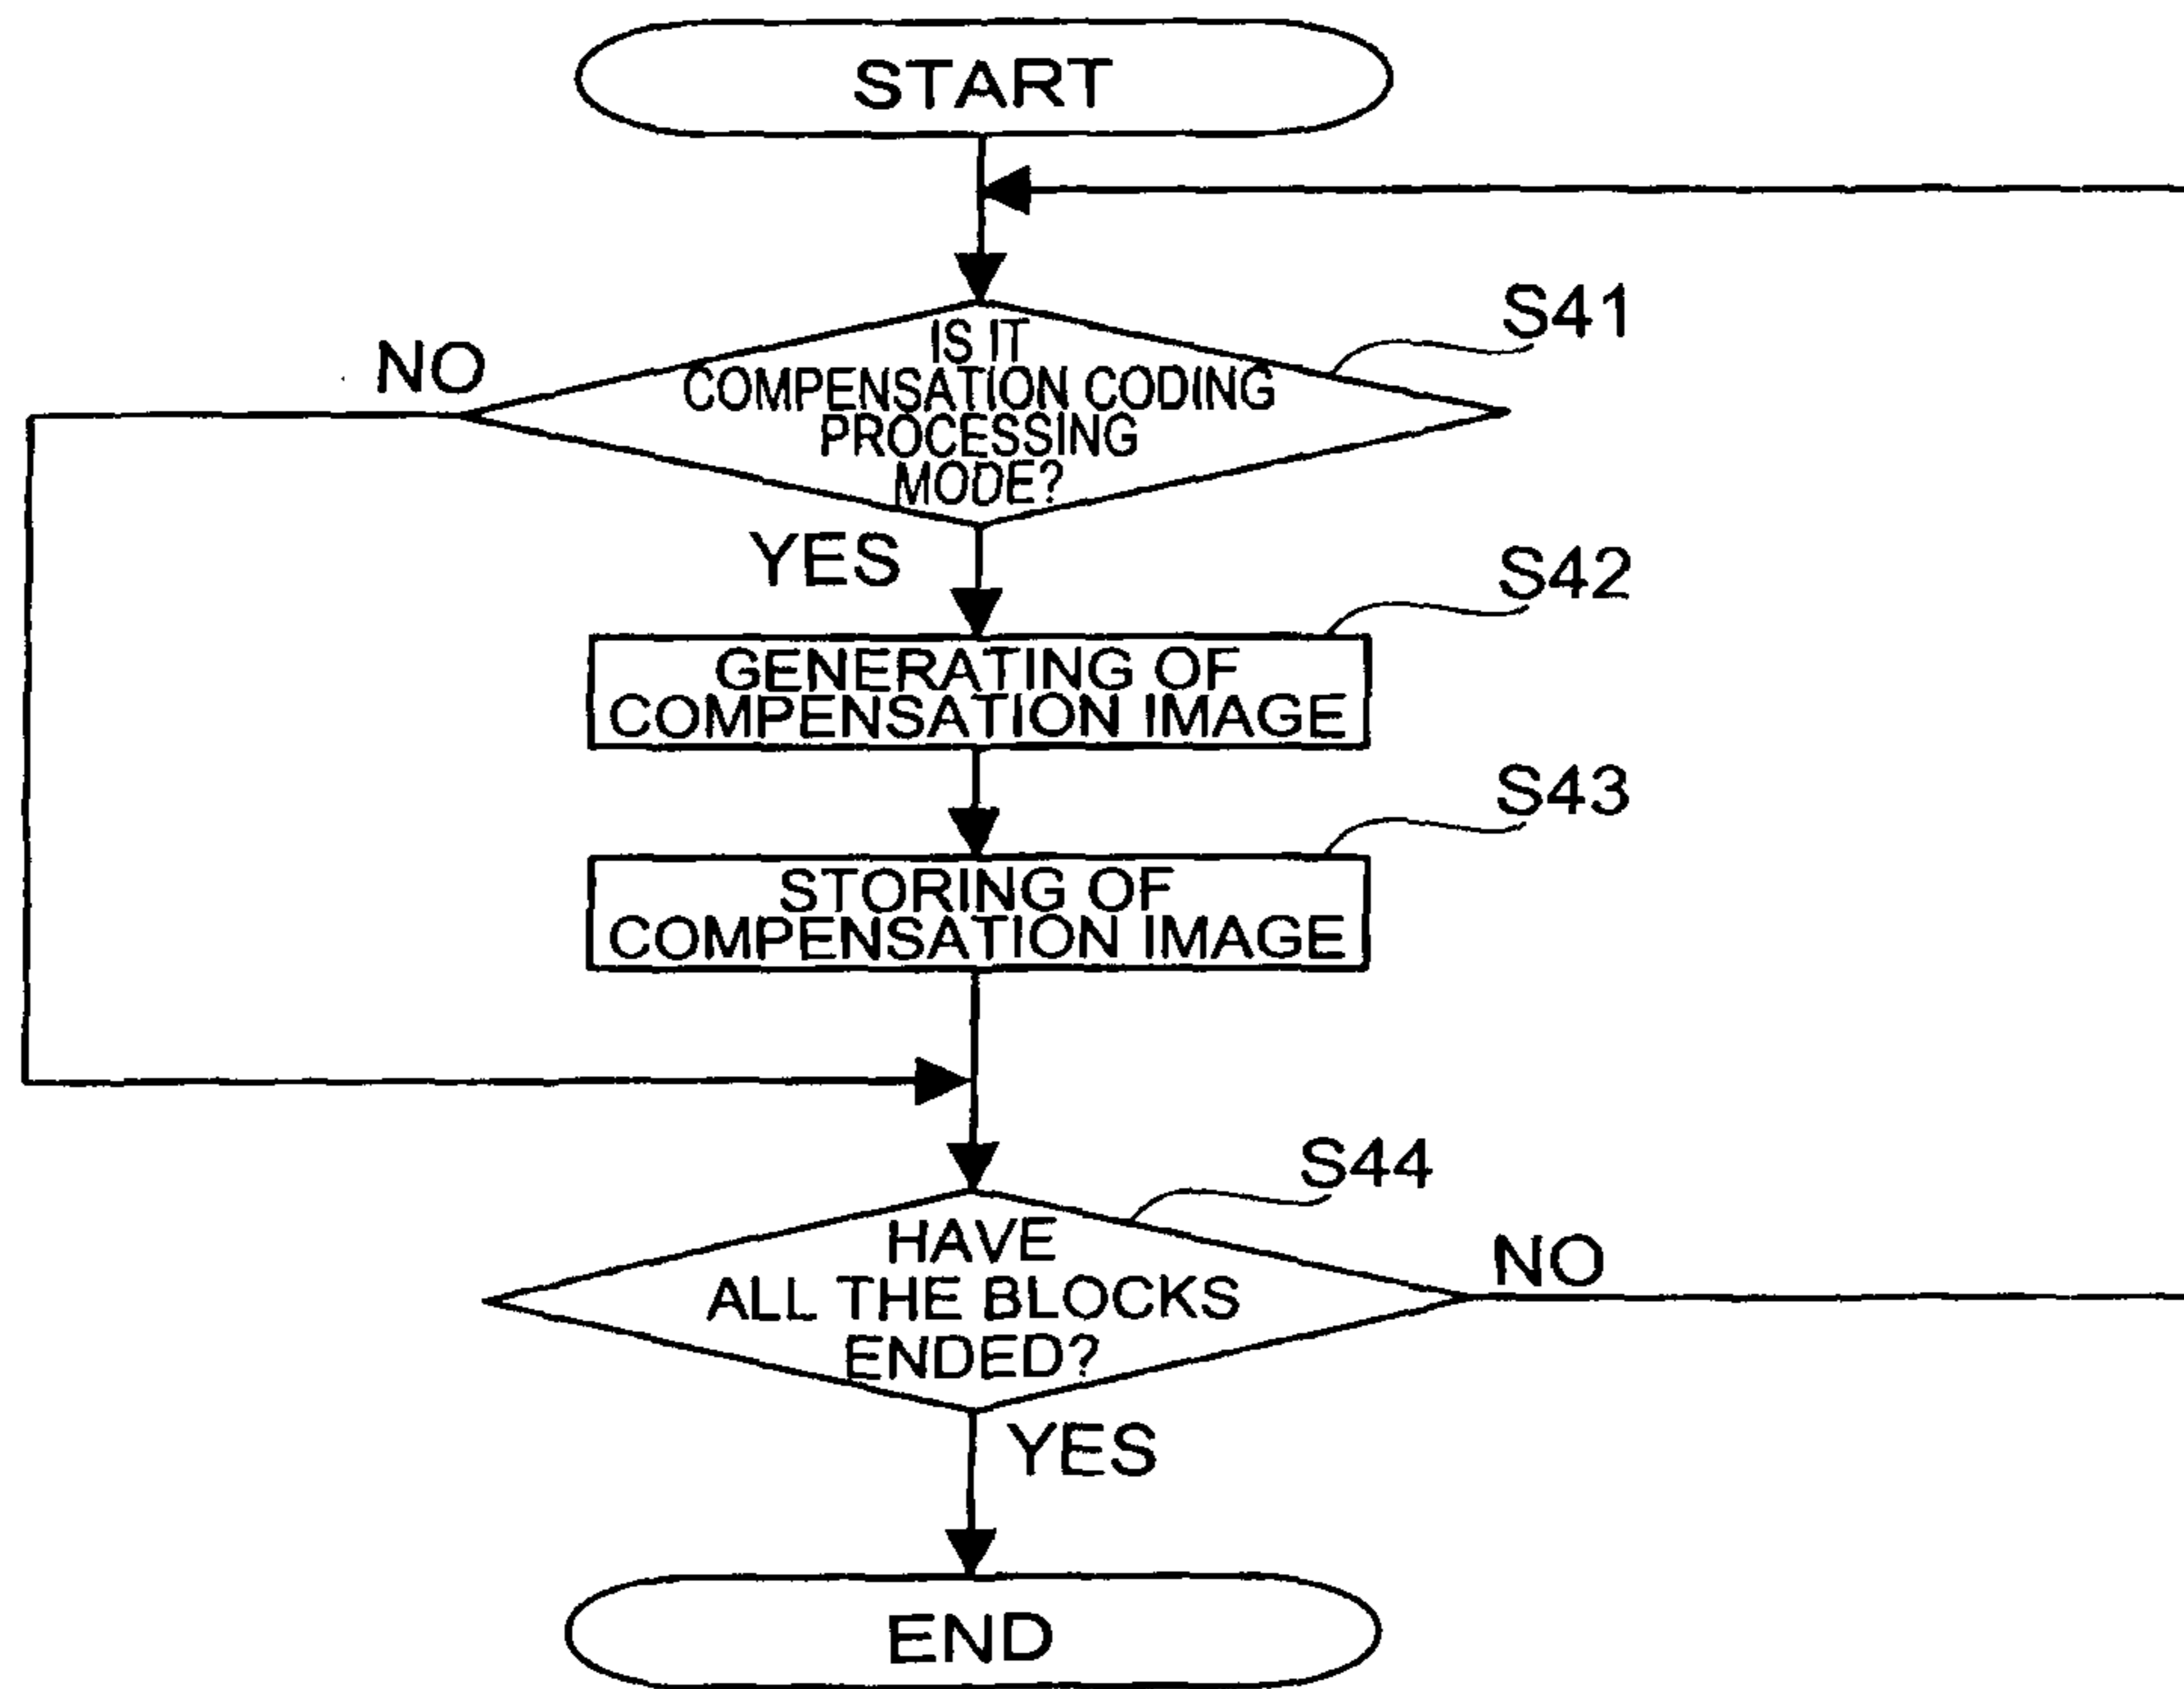 START
S41
NO
IS IT
COMPENSATION CODING
PROCESSING
MODE?
YES
S42
GENERATING OF
COMPENSATION IMAGE
S43
STORING OF
COMPENSATION IMAGE
S44
HAVE
ALL THE BLOCKS
ENDED?
NO
YES
END